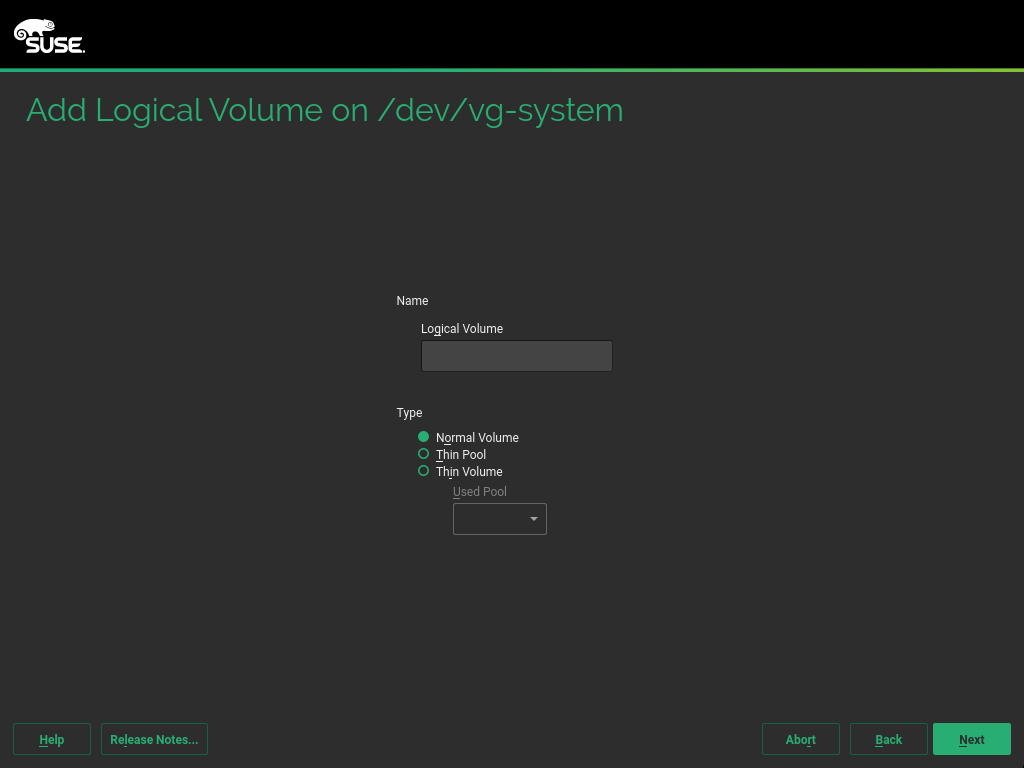 SUSE.
Add Logical Volume on /dev/vg-system
Name
Logical Volume
Type
Normal Volume
Thin Pool
Thin Volume
Used Pool
Help Release Notes... Abort Back Next